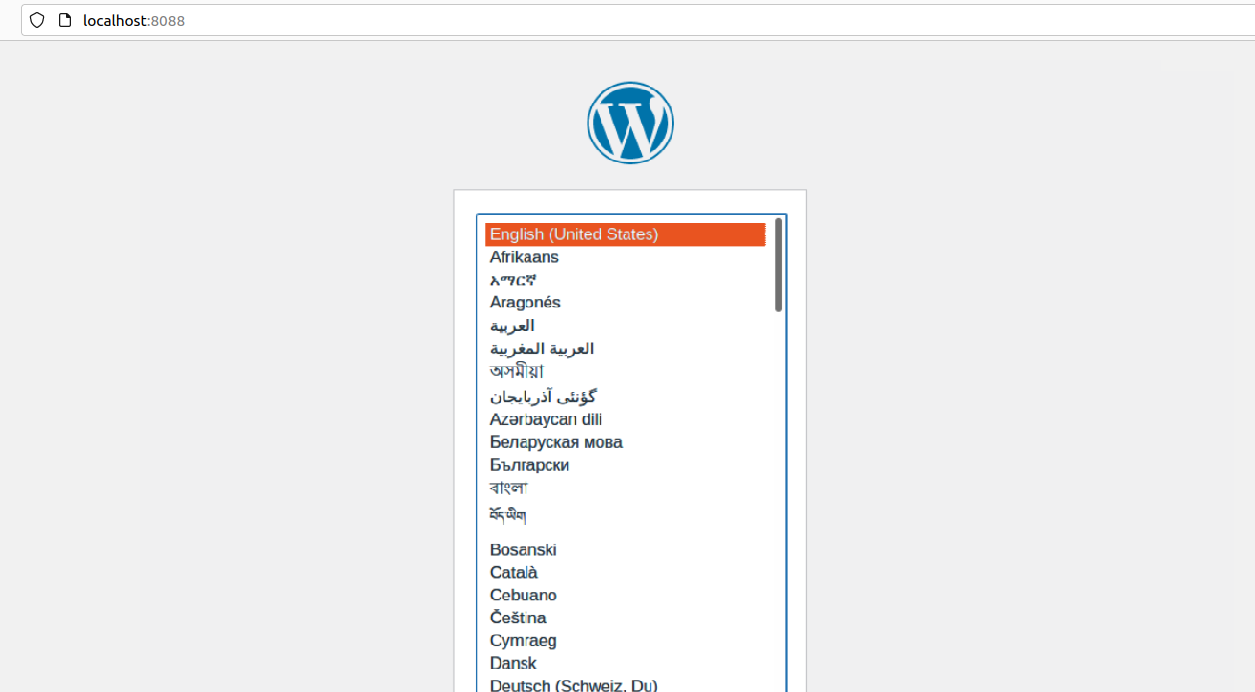 localhost:8088
English (United States)
Afrikaans
አማርኛ
Aragonés
العربية
العربية المغربية
অসমীয়া
گؤنئی آذربایجان
Azərbaycan dili
Беларуская мова
Български
বাংলা
བོད་ཡིག
Bosanski
Català
Cebuano
Čeština
Cymraeg
Dansk
Deutsch (Schweiz, Du)